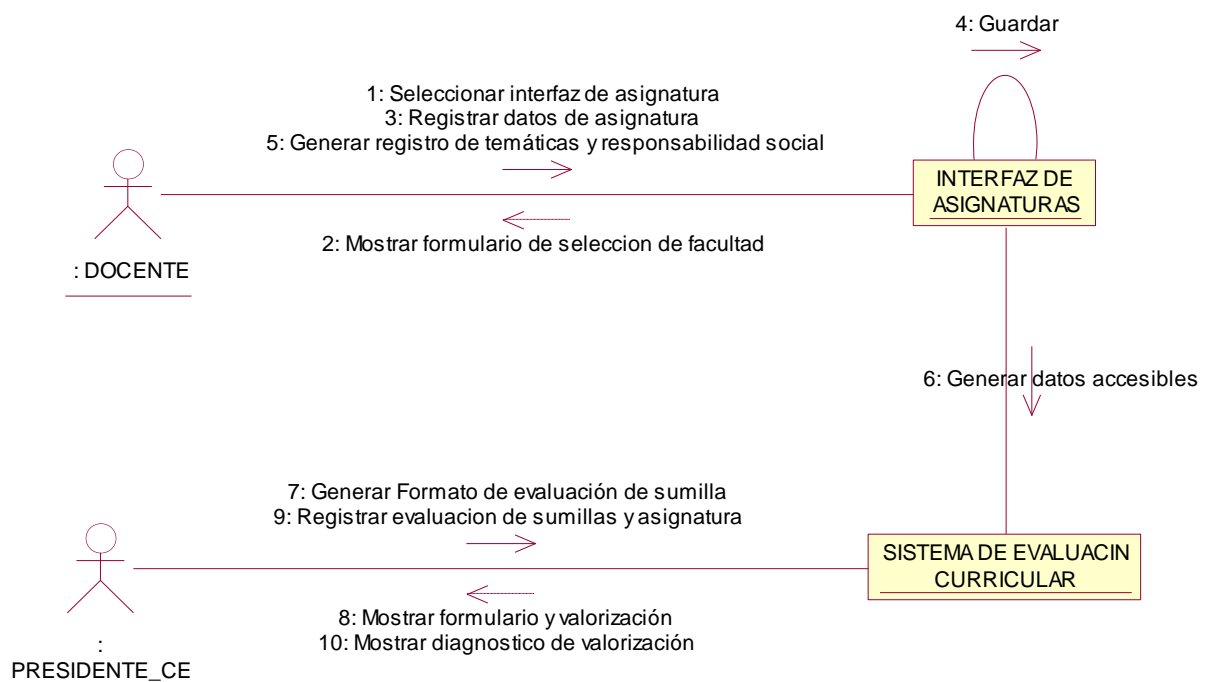 4: Guardar
1: Seleccionar interfaz de asignatura
3: Registrar datos de asignatura
5: Generar registro de temáticas y responsabilidad social
INTERFAZ DE
ASIGNATURAS
2: Mostrar formulario de seleccion de facultad
: DOCENTE
6: Generar datos accesibles
7: Generar Formato de evaluación de sumilla
9: Registrar evaluacion de sumillas y asignatura
SISTEMA DE EVALUACIN
CURRICULAR
8: Mostrar formulario y valorización
10: Mostrar diagnostico de valorización
:
PRESIDENTE_CE